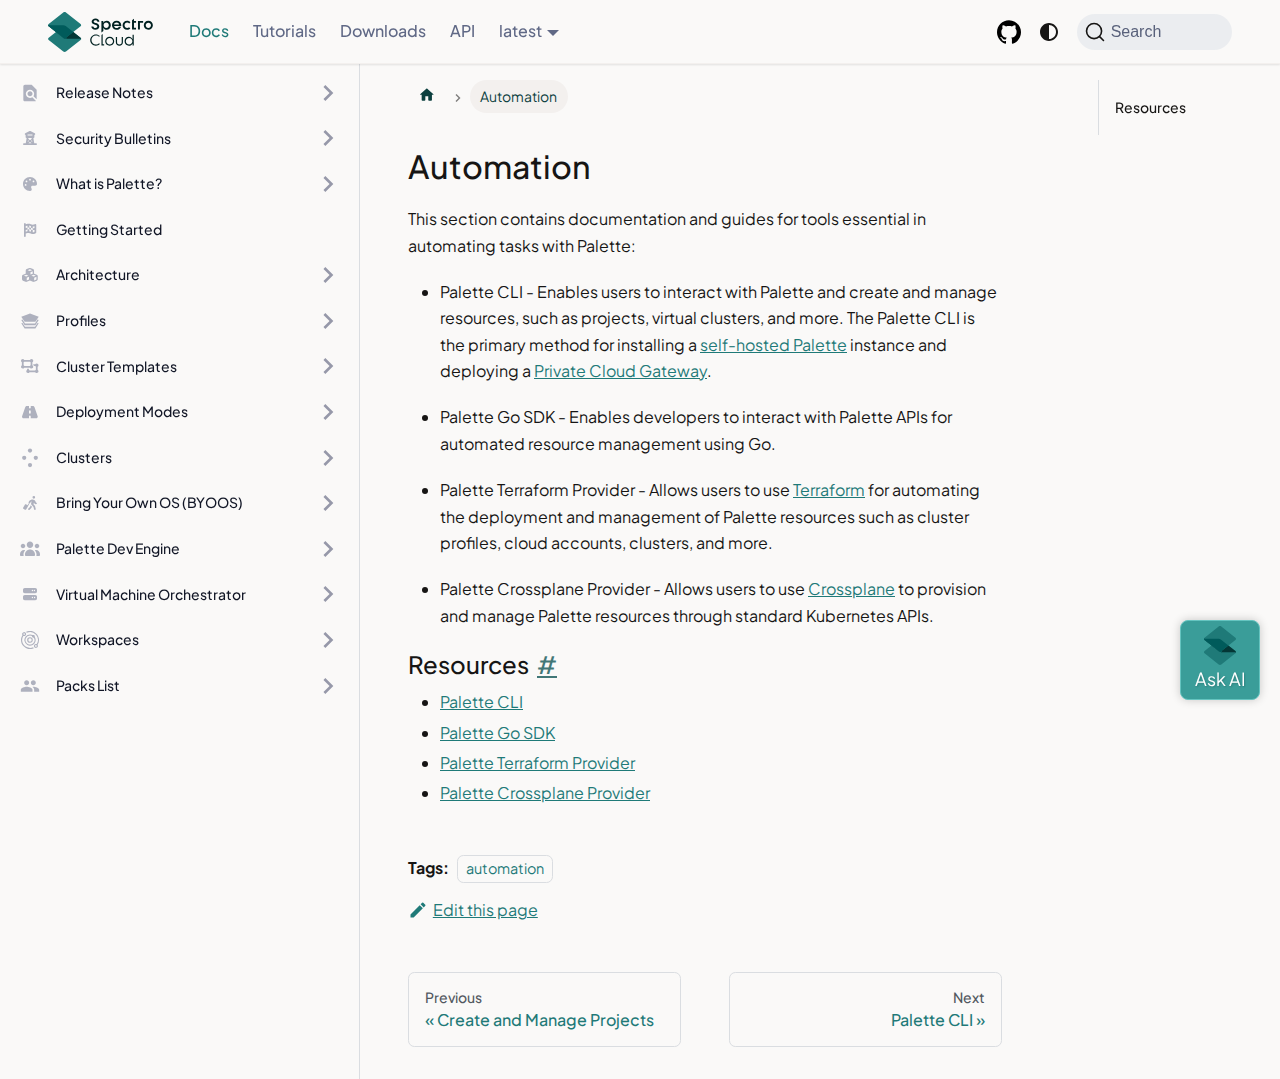 Spectro
Cloud
Docs
Tutorials
Downloads
API
latest
Search
Release Notes
Security Bulletins
What is Palette?
Getting Started
Architecture
Profiles
Cluster Templates
Deployment Modes
Clusters
Bring Your Own OS (BYOOS)
Palette Dev Engine
Virtual Machine Orchestrator
Workspaces
Packs List
Automation
Automation
This section contains documentation and guides for tools essential in
automating tasks with Palette:
Palette CLI - Enables users to interact with Palette and create and manage
resources, such as projects, virtual clusters, and more. The Palette CLI is
the primary method for installing a self-hosted Palette instance and
deploying a Private Cloud Gateway.
Palette Go SDK - Enables developers to interact with Palette APIs for
automated resource management using Go.
Palette Terraform Provider - Allows users to use Terraform for automating
the deployment and management of Palette resources such as cluster
profiles, cloud accounts, clusters, and more.
Palette Crossplane Provider - Allows users to use Crossplane to provision
and manage Palette resources through standard Kubernetes APIs.
Resources #
Palette CLI
Palette Go SDK
Palette Terraform Provider
Palette Crossplane Provider
Tags: automation
Edit this page
Previous
« Create and Manage Projects
Next
Palette CLI »
Resources
Ask AI